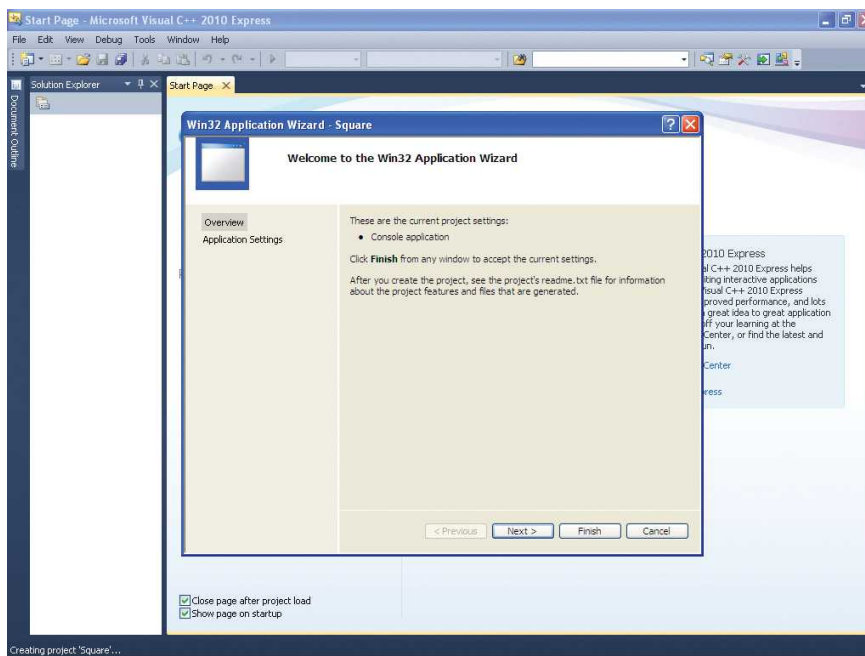 Start Page - Microsoft Visual C++ 2010 Express
File Edit View Debug Tools Window Help
Solution Explorer
Start Page
Document Outline
Win32 Application Wizard - Square
Welcome to the Win32 Application Wizard
Overview
Application Settings
These are the current project settings:
• Console application
Click Finish from any window to accept the current settings.
After you create the project, see the project's readme.txt file for information
about the project features and files that are generated.
< Previous
Next >
Finish
Cancel
2010 Express
C++ 2010 Express helps
interactive applications
C++ 2010 Express
performance, and lots
great idea to great application
your learning at the
Center, or find the latest and
Center
Close page after project load
Show page on startup
Creating project 'Square'...